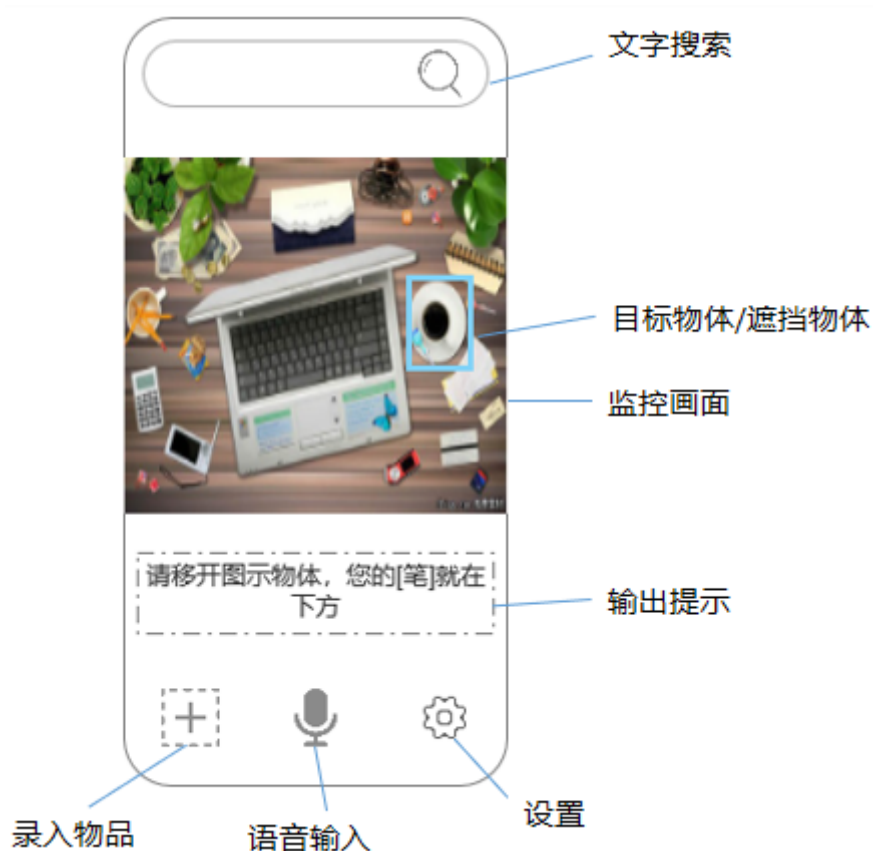 文字搜索
目标物体/遮挡物体
监控画面
请移开图示物体，您的[笔]就在
下方
输出提示
录入物品
语音输入
设置